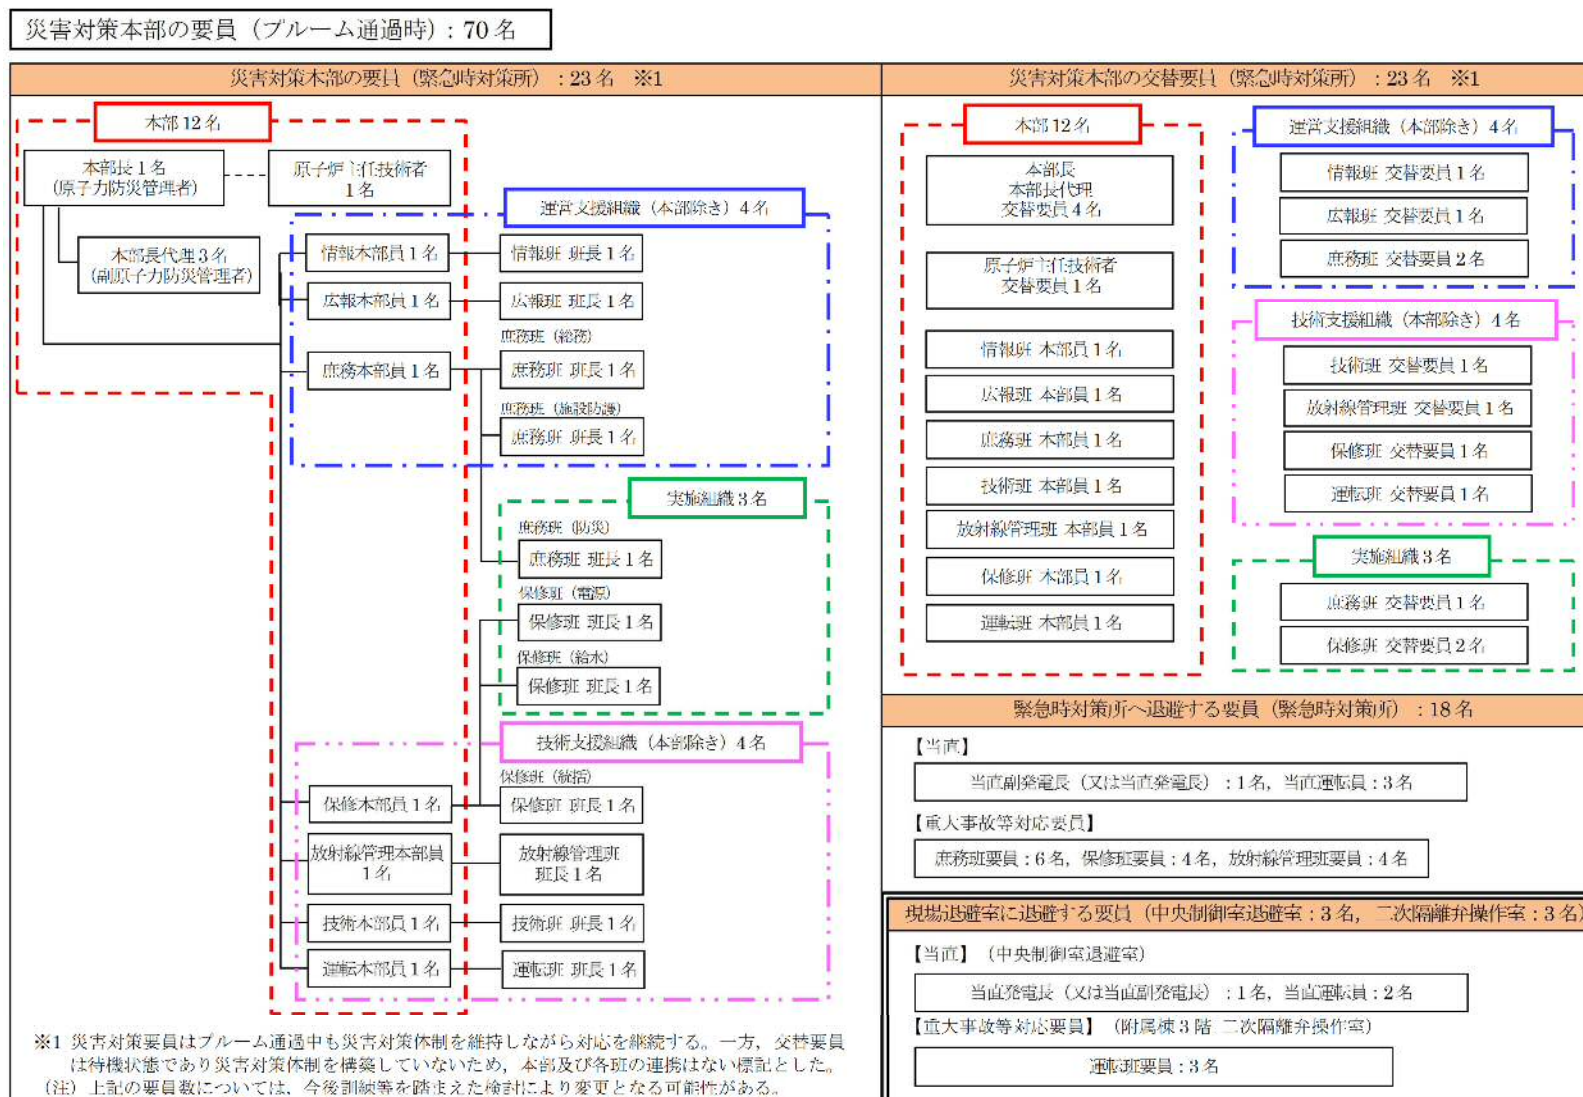 災害対策本部の要員（プルーム通過時）：70名
災害対策本部の要員（緊急時対策所）：23名　※1
本部12名
本部長1名
(原子力防災管理者)
原子炉主任技術者
1名
本部長代理3名
(副原子力防災管理者)
運営支援組織（本部除き）4名
情報本部員1名
情報班 班長1名
広報本部員1名
広報班 班長1名
庶務班（総務）
庶務本部員1名
庶務班 班長1名
庶務班（施設防護）
庶務班 班長1名
実施組織3名
庶務班（防災）
庶務班 班長1名
保修班（電源）
保修班 班長1名
保修班（給水）
保修班 班長1名
技術支援組織（本部除き）4名
保修班（統括）
保修本部員1名
保修班 班長1名
放射線管理本部員
1名
放射線管理班
班長1名
技術本部員1名
技術班 班長1名
運転本部員1名
運転班 班長1名
※1 災害対策要員はプルーム通過中も災害対策体制を維持しながら対応を継続する。一方，交替要員
は待機状態であり災害対策体制を構築していないため，本部及び各班の連携はない標記とした。
(注）上記の要員数については，今後訓練等を踏まえた検討により変更となる可能性がある。
災害対策本部の交替要員（緊急時対策所）：23名　※1
本部12名
本部長
本部長代理
交替要員4名
原子炉主任技術者
交替要員1名
情報班 本部員1名
広報班 本部員1名
庶務班 本部員1名
技術班 本部員1名
放射線管理班 本部員1名
保修班 本部員1名
運転班 本部員1名
運営支援組織（本部除き）4名
情報班 交替要員1名
広報班 交替要員1名
庶務班 交替要員2名
技術支援組織（本部除き）4名
技術班 交替要員1名
放射線管理班 交替要員1名
保修班 交替要員1名
運転班 交替要員1名
実施組織3名
庶務班 交替要員1名
保修班 交替要員2名
緊急時対策所へ退避する要員（緊急時対策所）：18名
【当直】
当直副発電長（又は当直発電長）：1名，当直運転員：3名
【重大事故等対応要員】
庶務班要員：6名，保修班要員：4名，放射線管理班要員：4名
現場退避室に退避する要員（中央制御室退避室：3名，二次隔離弁操作室：3名）
【当直】（中央制御室退避室）
当直発電長（又は当直副発電長）：1名，当直運転員：2名
【重大事故等対応要員】（附属棟3階 二次隔離弁操作室）
運転班要員：3名